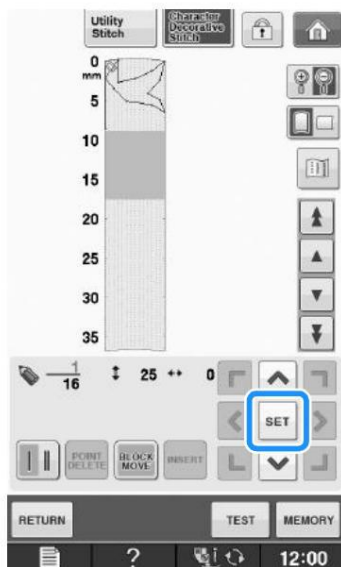 Utility
Stitch
Character
Decorative
Stitch
0
mm
5
10
15
20
25
30
35
1
16
25
0
SET
POINT
DELETE
BLOCK
MOVE
INSERT
RETURN
TEST
MEMORY
?
i
12:00